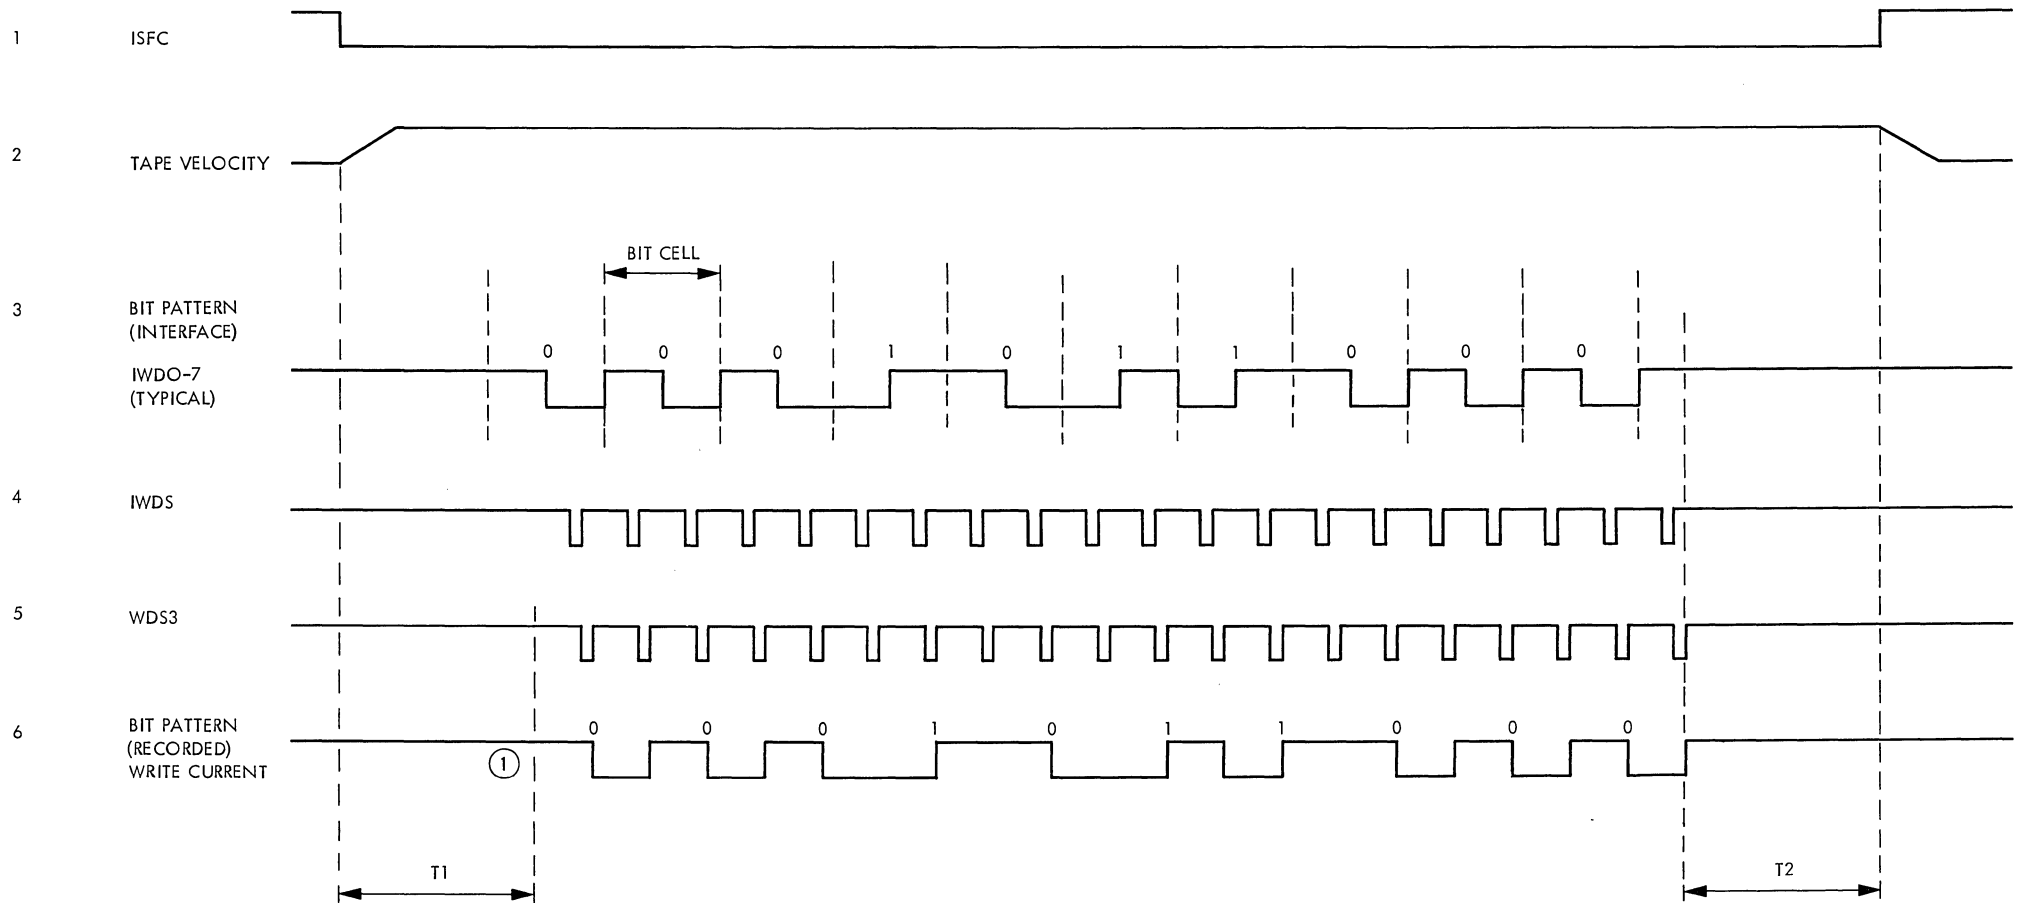 1 ISFC
2 TAPE VELOCITY
BIT CELL
3 BIT PATTERN
(INTERFACE)
0 0 0 1 0 1 1 0 0 0
IWDO-7
(TYPICAL)
4 IWDS
5 WDS3
6 BIT PATTERN
(RECORDED)
WRITE CURRENT
0 0 0 1 0 1 1 0 0 0
1
T1 T2